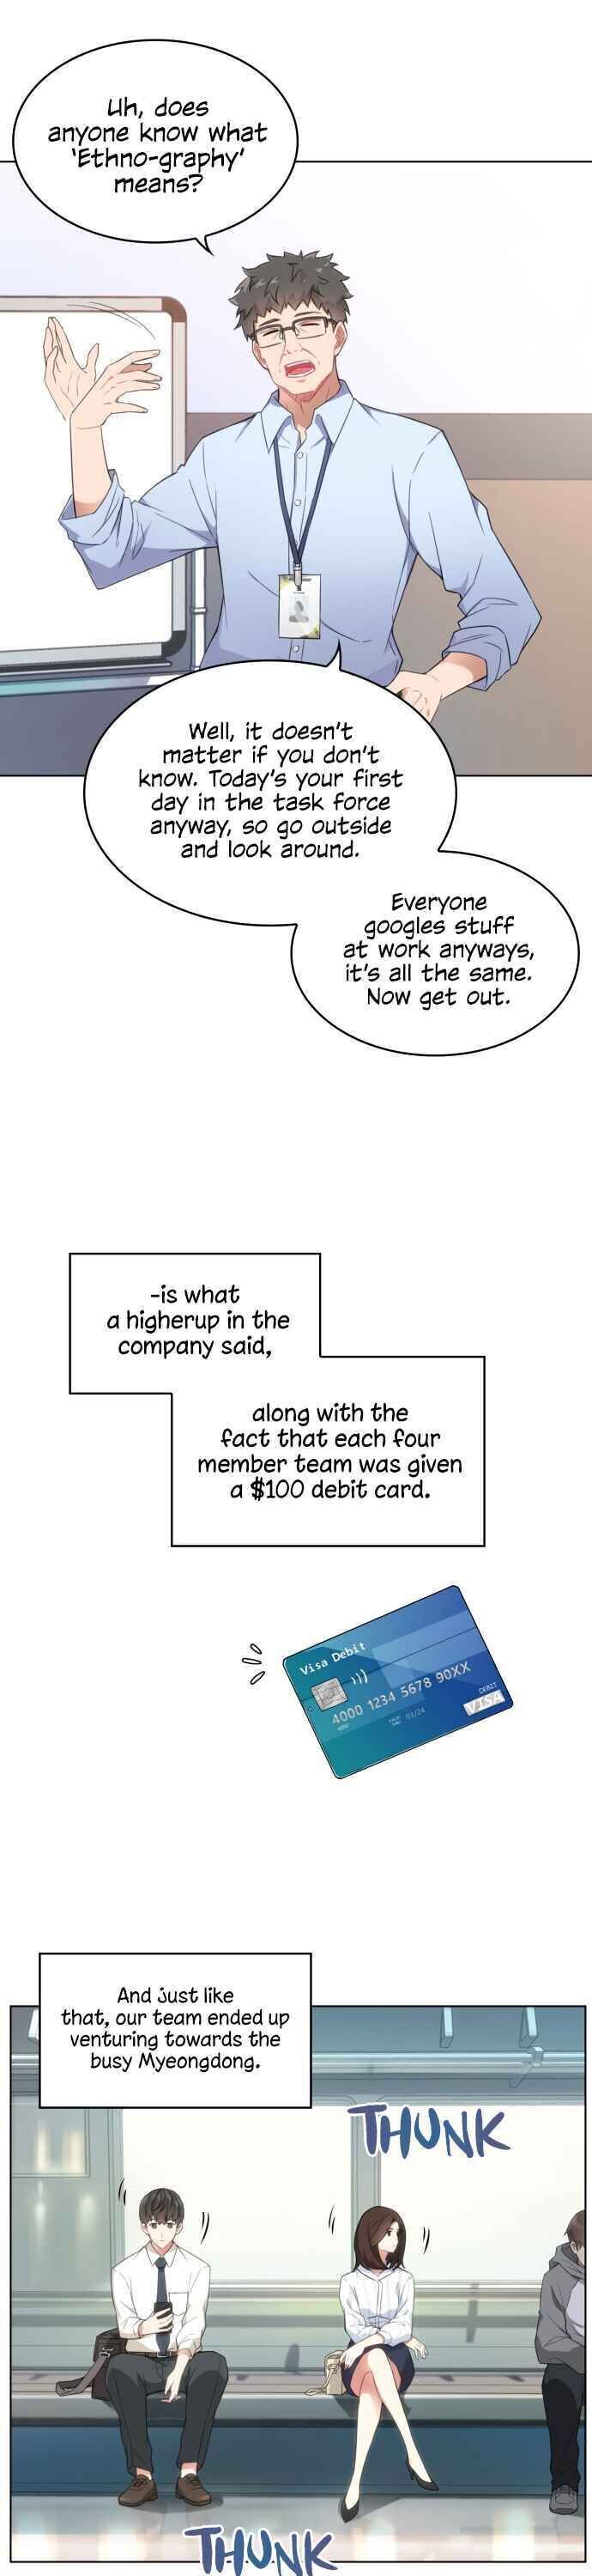 Uh, does
anyone know what
'Ethno-graphy'
means?
Well, it doesn't
matter if you don't
know. Today's your first
day in the task force
anyway, so go outside
and look around.
Everyone
googles stuff
at work anyways,
it's all the same.
Now get out.
-is what
a higherup in the
company said,
along with the
fact that each four
member team was given
a $100 debit card.
Visa Debit
4000 1234 5678 90XX
4000
01/24
DEBIT
VISA
And just like
that, our team ended up
venturing towards the
busy Myeongdong.
THUNK
THUNK